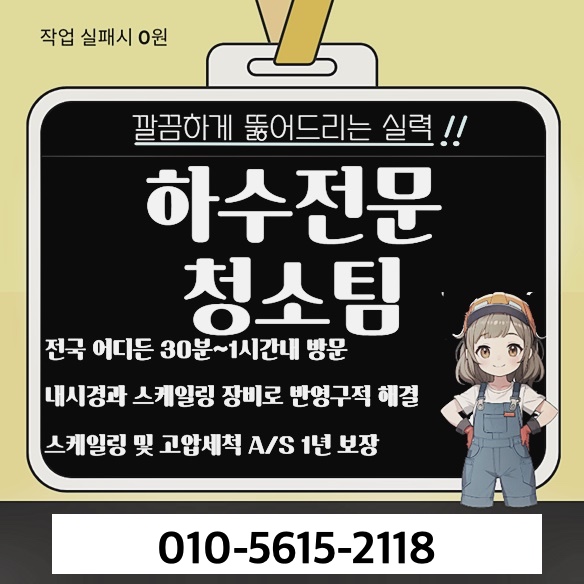 작업 실패시 0원
깔끔하게 뚫어드리는 실력 !!
하수전문
청소팀
전국 어디든 30분~1시간내 방문
내시경과 스케일링 장비로 반영구적 해결
스케일링 및 고압세척 A/S 1년 보장
010-5615-2118